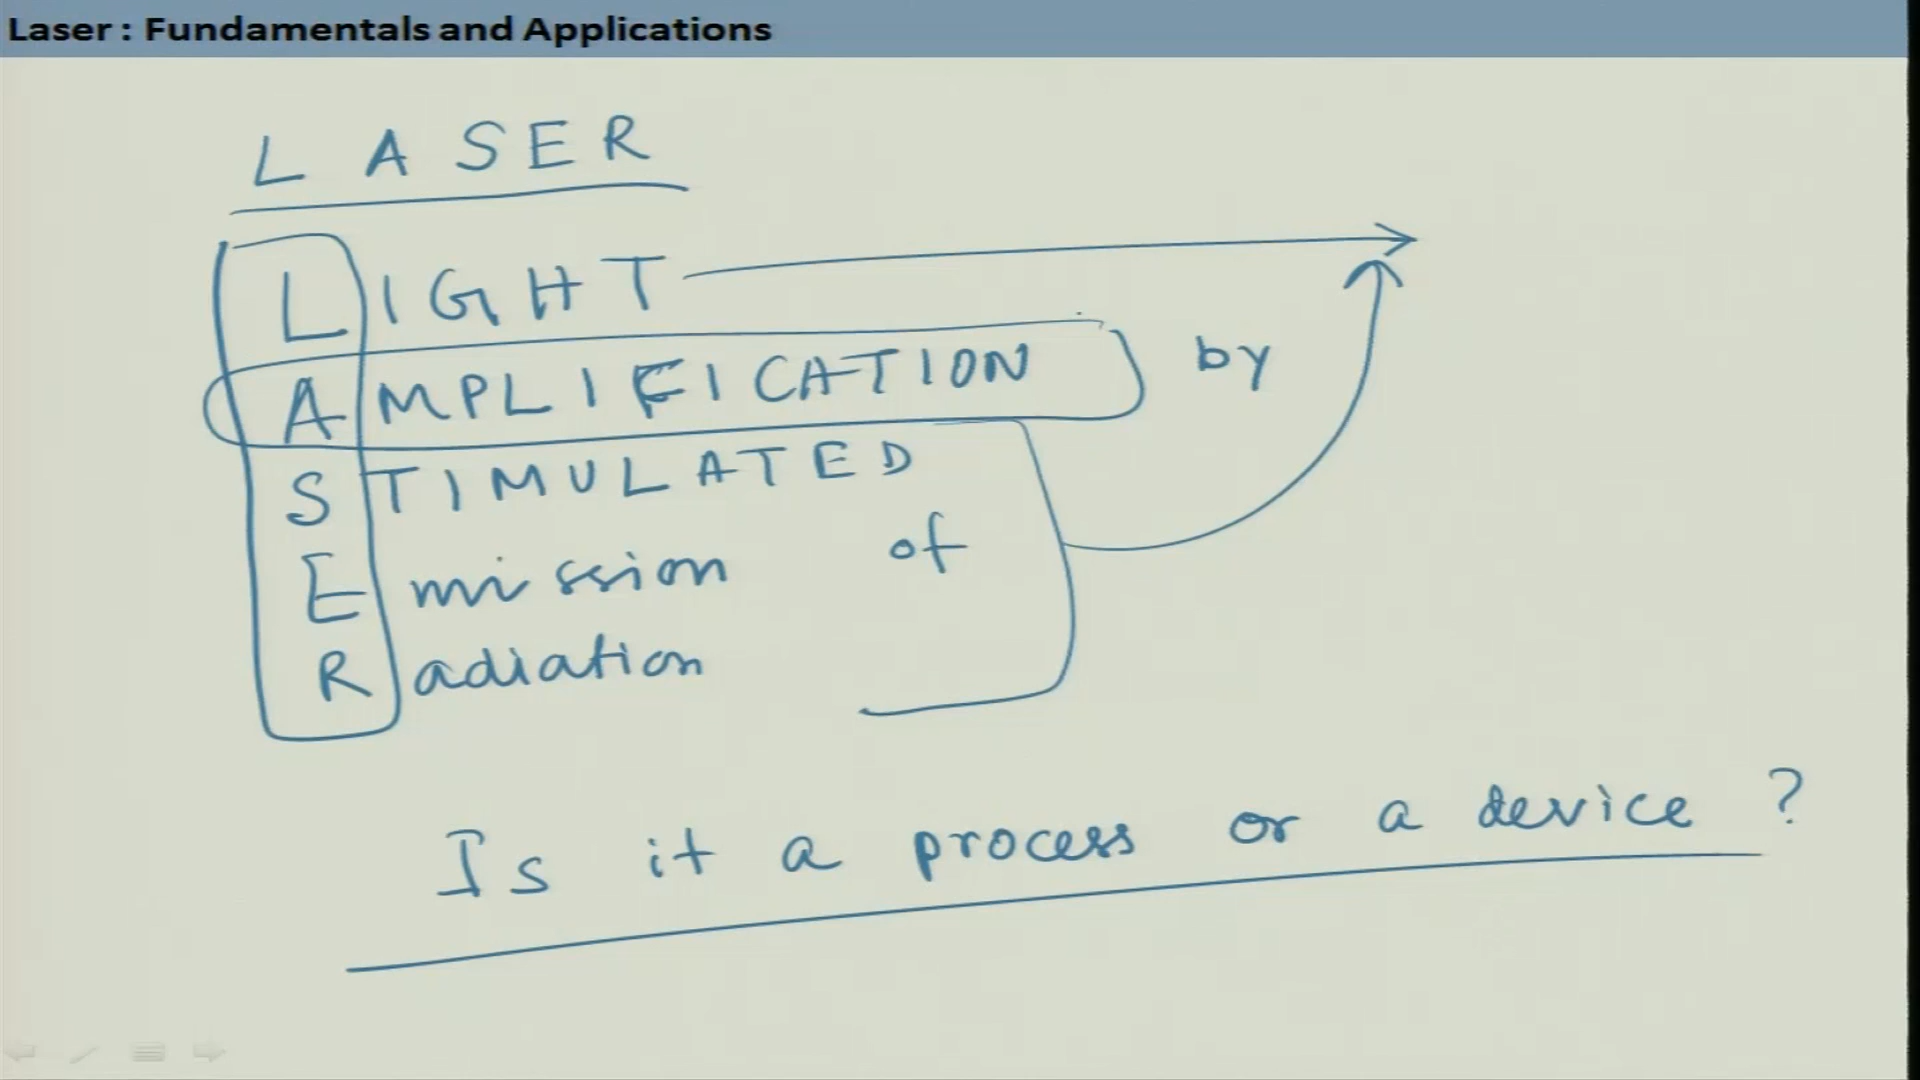 Laser : Fundamentals and Applications
LASER
LIGHT
AMPLIFICATION by
STIMULATED
Emission of
Radiation
Is it a process or a device ?